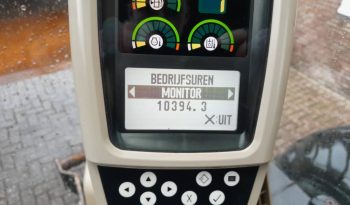 BEDRIJFSUREN
MONITOR
10394.3
X:UIT